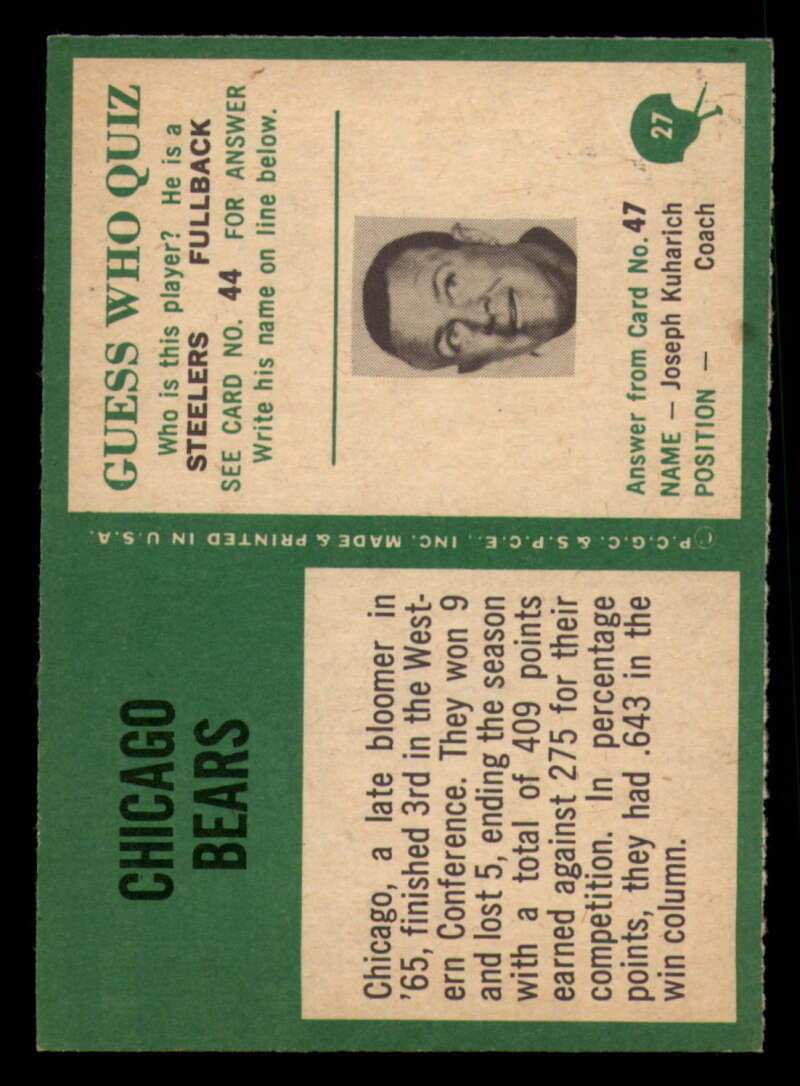 CHICAGO
BEARS
Chicago, a late bloomer in
'65, finished 3rd in the West-
ern Conference. They won 9
and lost 5, ending the season
with a total of 409 points
earned against 275 for their
competition. In percentage
points, they had .643 in the
win column.
©P.C.G.C. & S.P.C.E., INC. MADE & PRINTED IN U.S.A.
GUESS WHO QUIZ
Who is this player? He is a
STEELERS FULLBACK
SEE CARD NO. 44 FOR ANSWER
Write his name on line below.
27
Answer from Card No. 47
NAME — Joseph Kuharich
POSITION — Coach